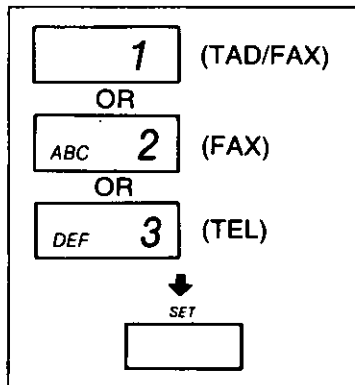 1 (TAD/FAX)
OR
ABC 2 (FAX)
OR
DEF 3 (TEL)
SET